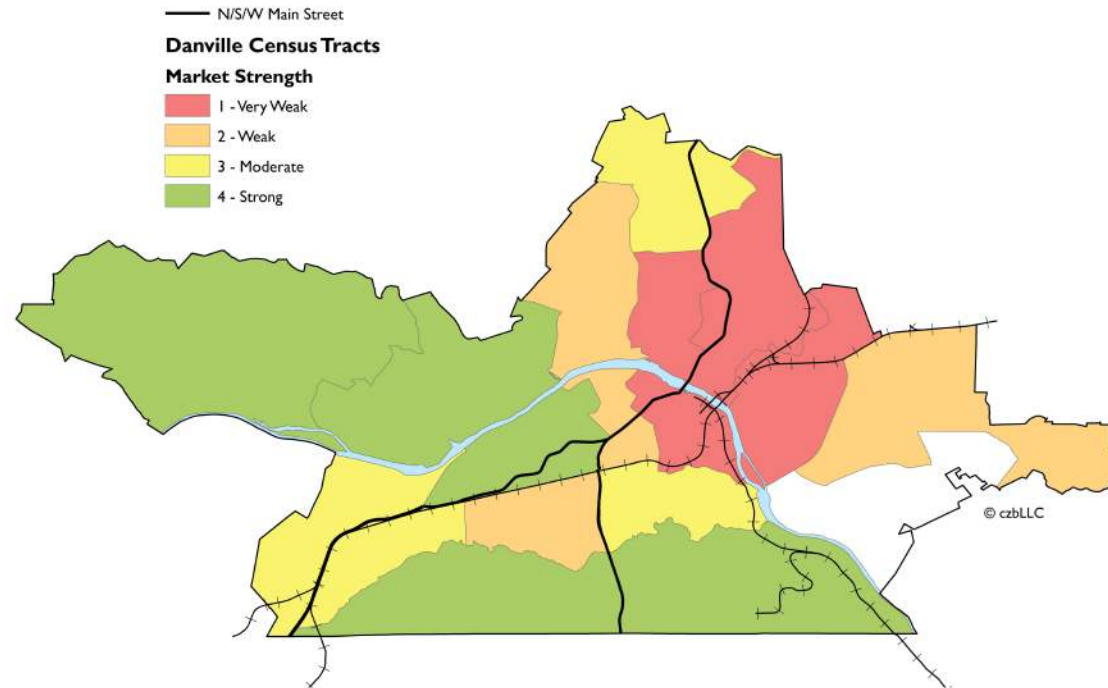 N/S/W Main Street
Danville Census Tracts
Market Strength
1 - Very Weak
2 - Weak
3 - Moderate
4 - Strong
© czbLLC